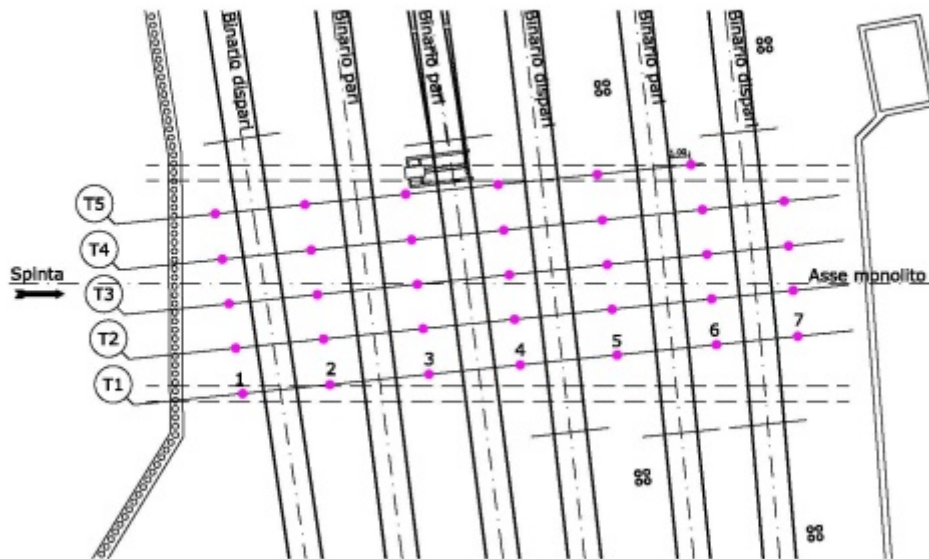 Binario dispari
Binario pari
Binario pari
Binario dispari
Binario pari
Binario dispari
T5
T4
Spinta
Asse monolito
T3
T2
7
6
5
4
3
2
1
T1